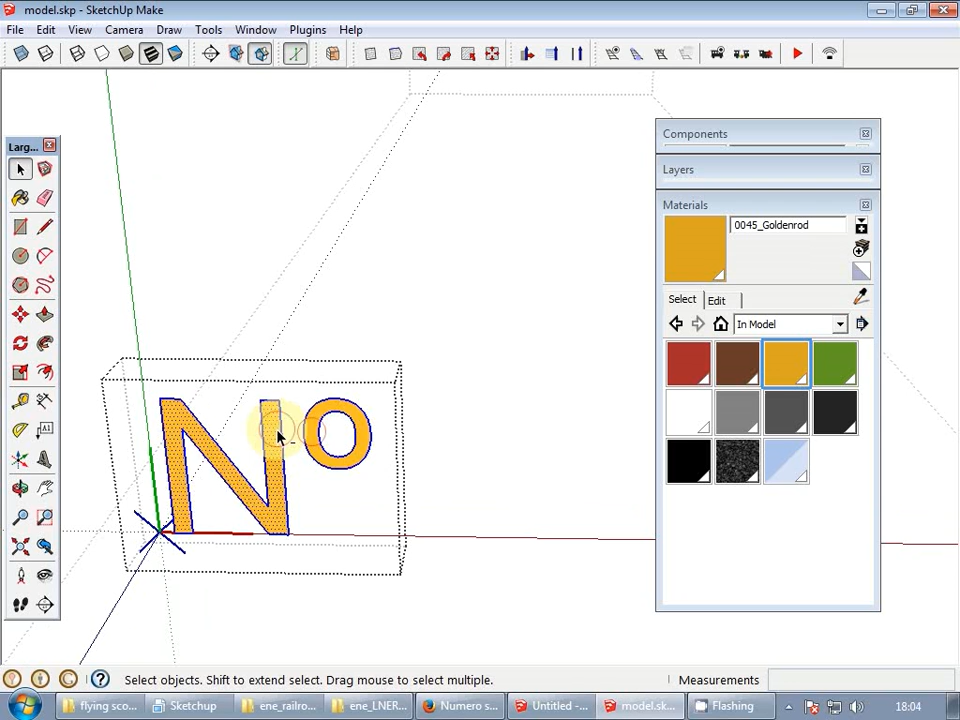 model.skp - SketchUp Make
File Edit View Camera Draw Tools Window Plugins Help
Larg...
Components
Layers
Materials
0045_Goldenrod
Select Edit
In Model
A1
No
Select objects. Shift to extend select. Drag mouse to select multiple.
Measurements
flying sco... Sketchup ene_railro... ene_LNER... Numero s... Untitled -... model.sk... Flashing 18:04